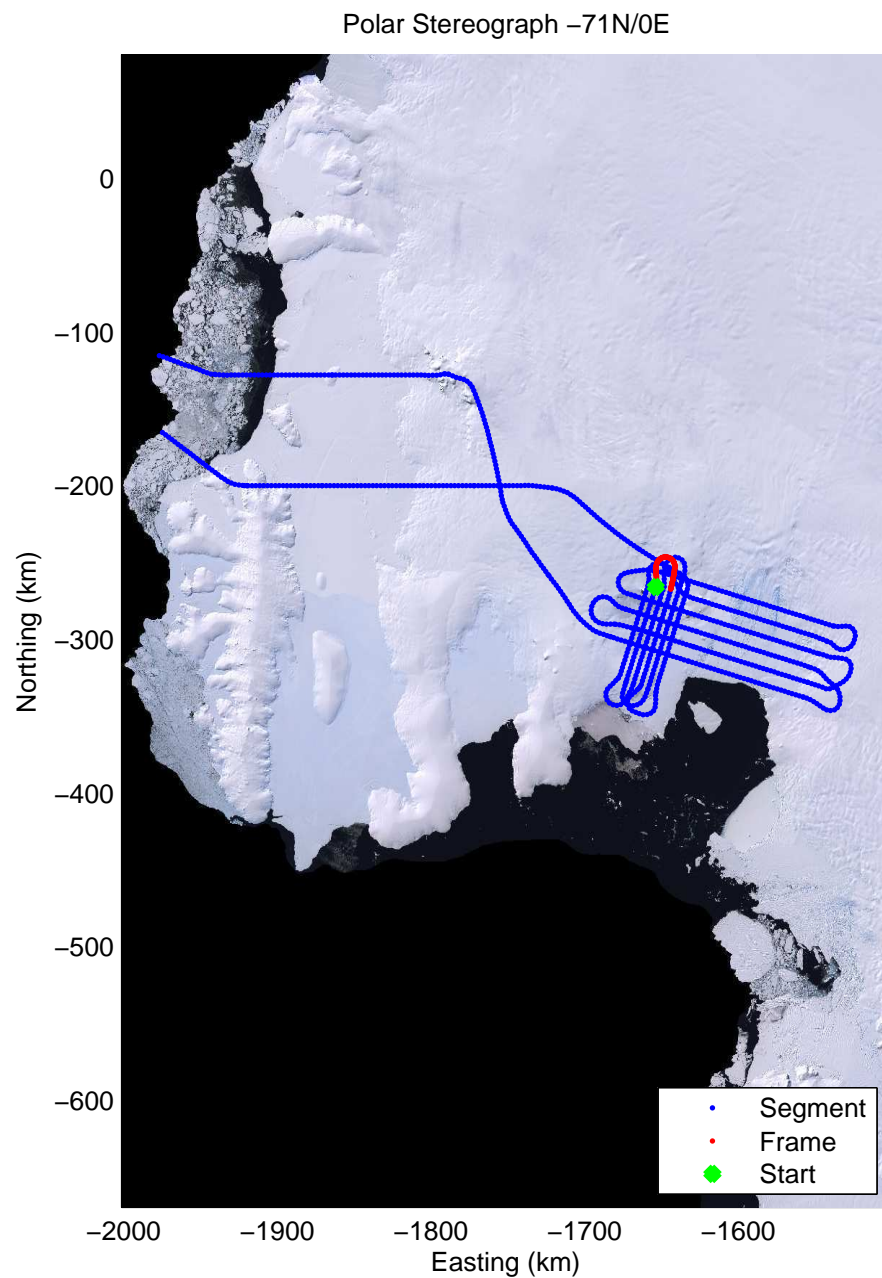 Polar Stereograph −71N/0E
0
−100
−200
−300
−400
−500
−600
Northing (km)
−2000 −1900 −1800 −1700 −1600
Easting (km)
Segment
Frame
Start